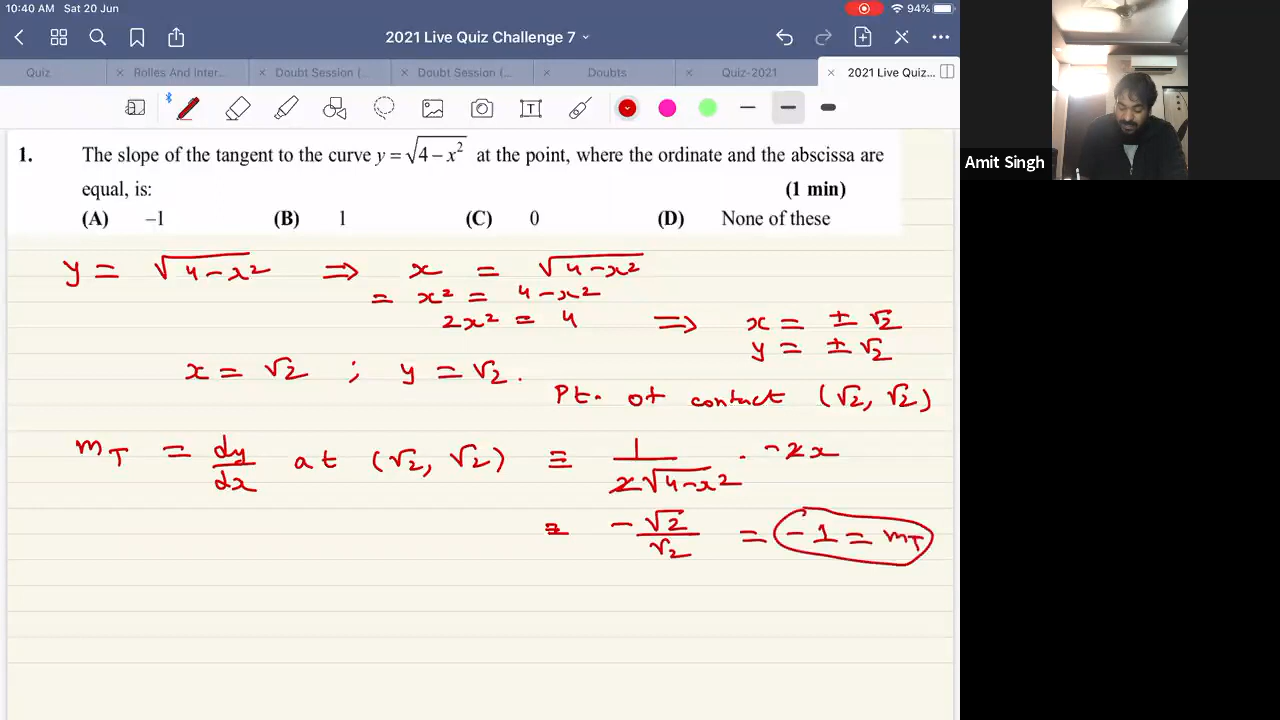 10:40 AM Sat 20 Jun 94%
2021 Live Quiz Challenge 7
Quiz Rolles And Inter... Doubt Session (... Doubt Session (... Doubts Quiz-2021 2021 Live Quiz...
Amit Singh
1. The slope of the tangent to the curve y = √(4 – x²) at the point, where the ordinate and the abscissa are
equal, is: (1 min)
(A) –1 (B) 1 (C) 0 (D) None of these
y = √(4-x²) ⇒ x = √(4-x²)
= x² = 4-x²
2x² = 4 ⇒ x = ± √2
y = ± √2
x = √2 ; y = √2.
Pt. of contact (√2, √2)
m_T = dy/dx at (√2, √2) ≡ 1/(2√(4-x²)) . -2x
= -√2/√2 = -1 = m_T